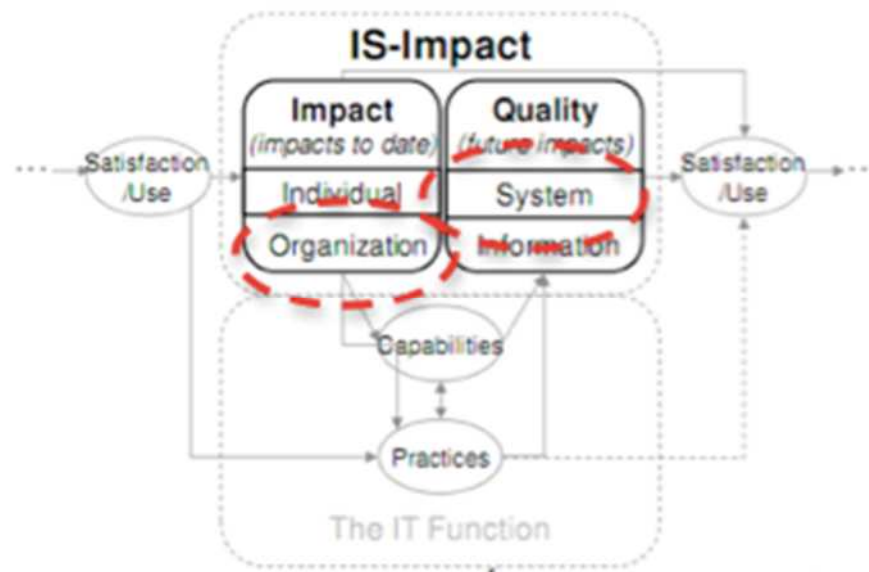 IS-Impact
Impact
(impacts to date)
Quality
(future impacts)
Satisfaction
/Use
Individual
System
Satisfaction
/Use
Organization
Information
Capabilities
Practices
The IT Function